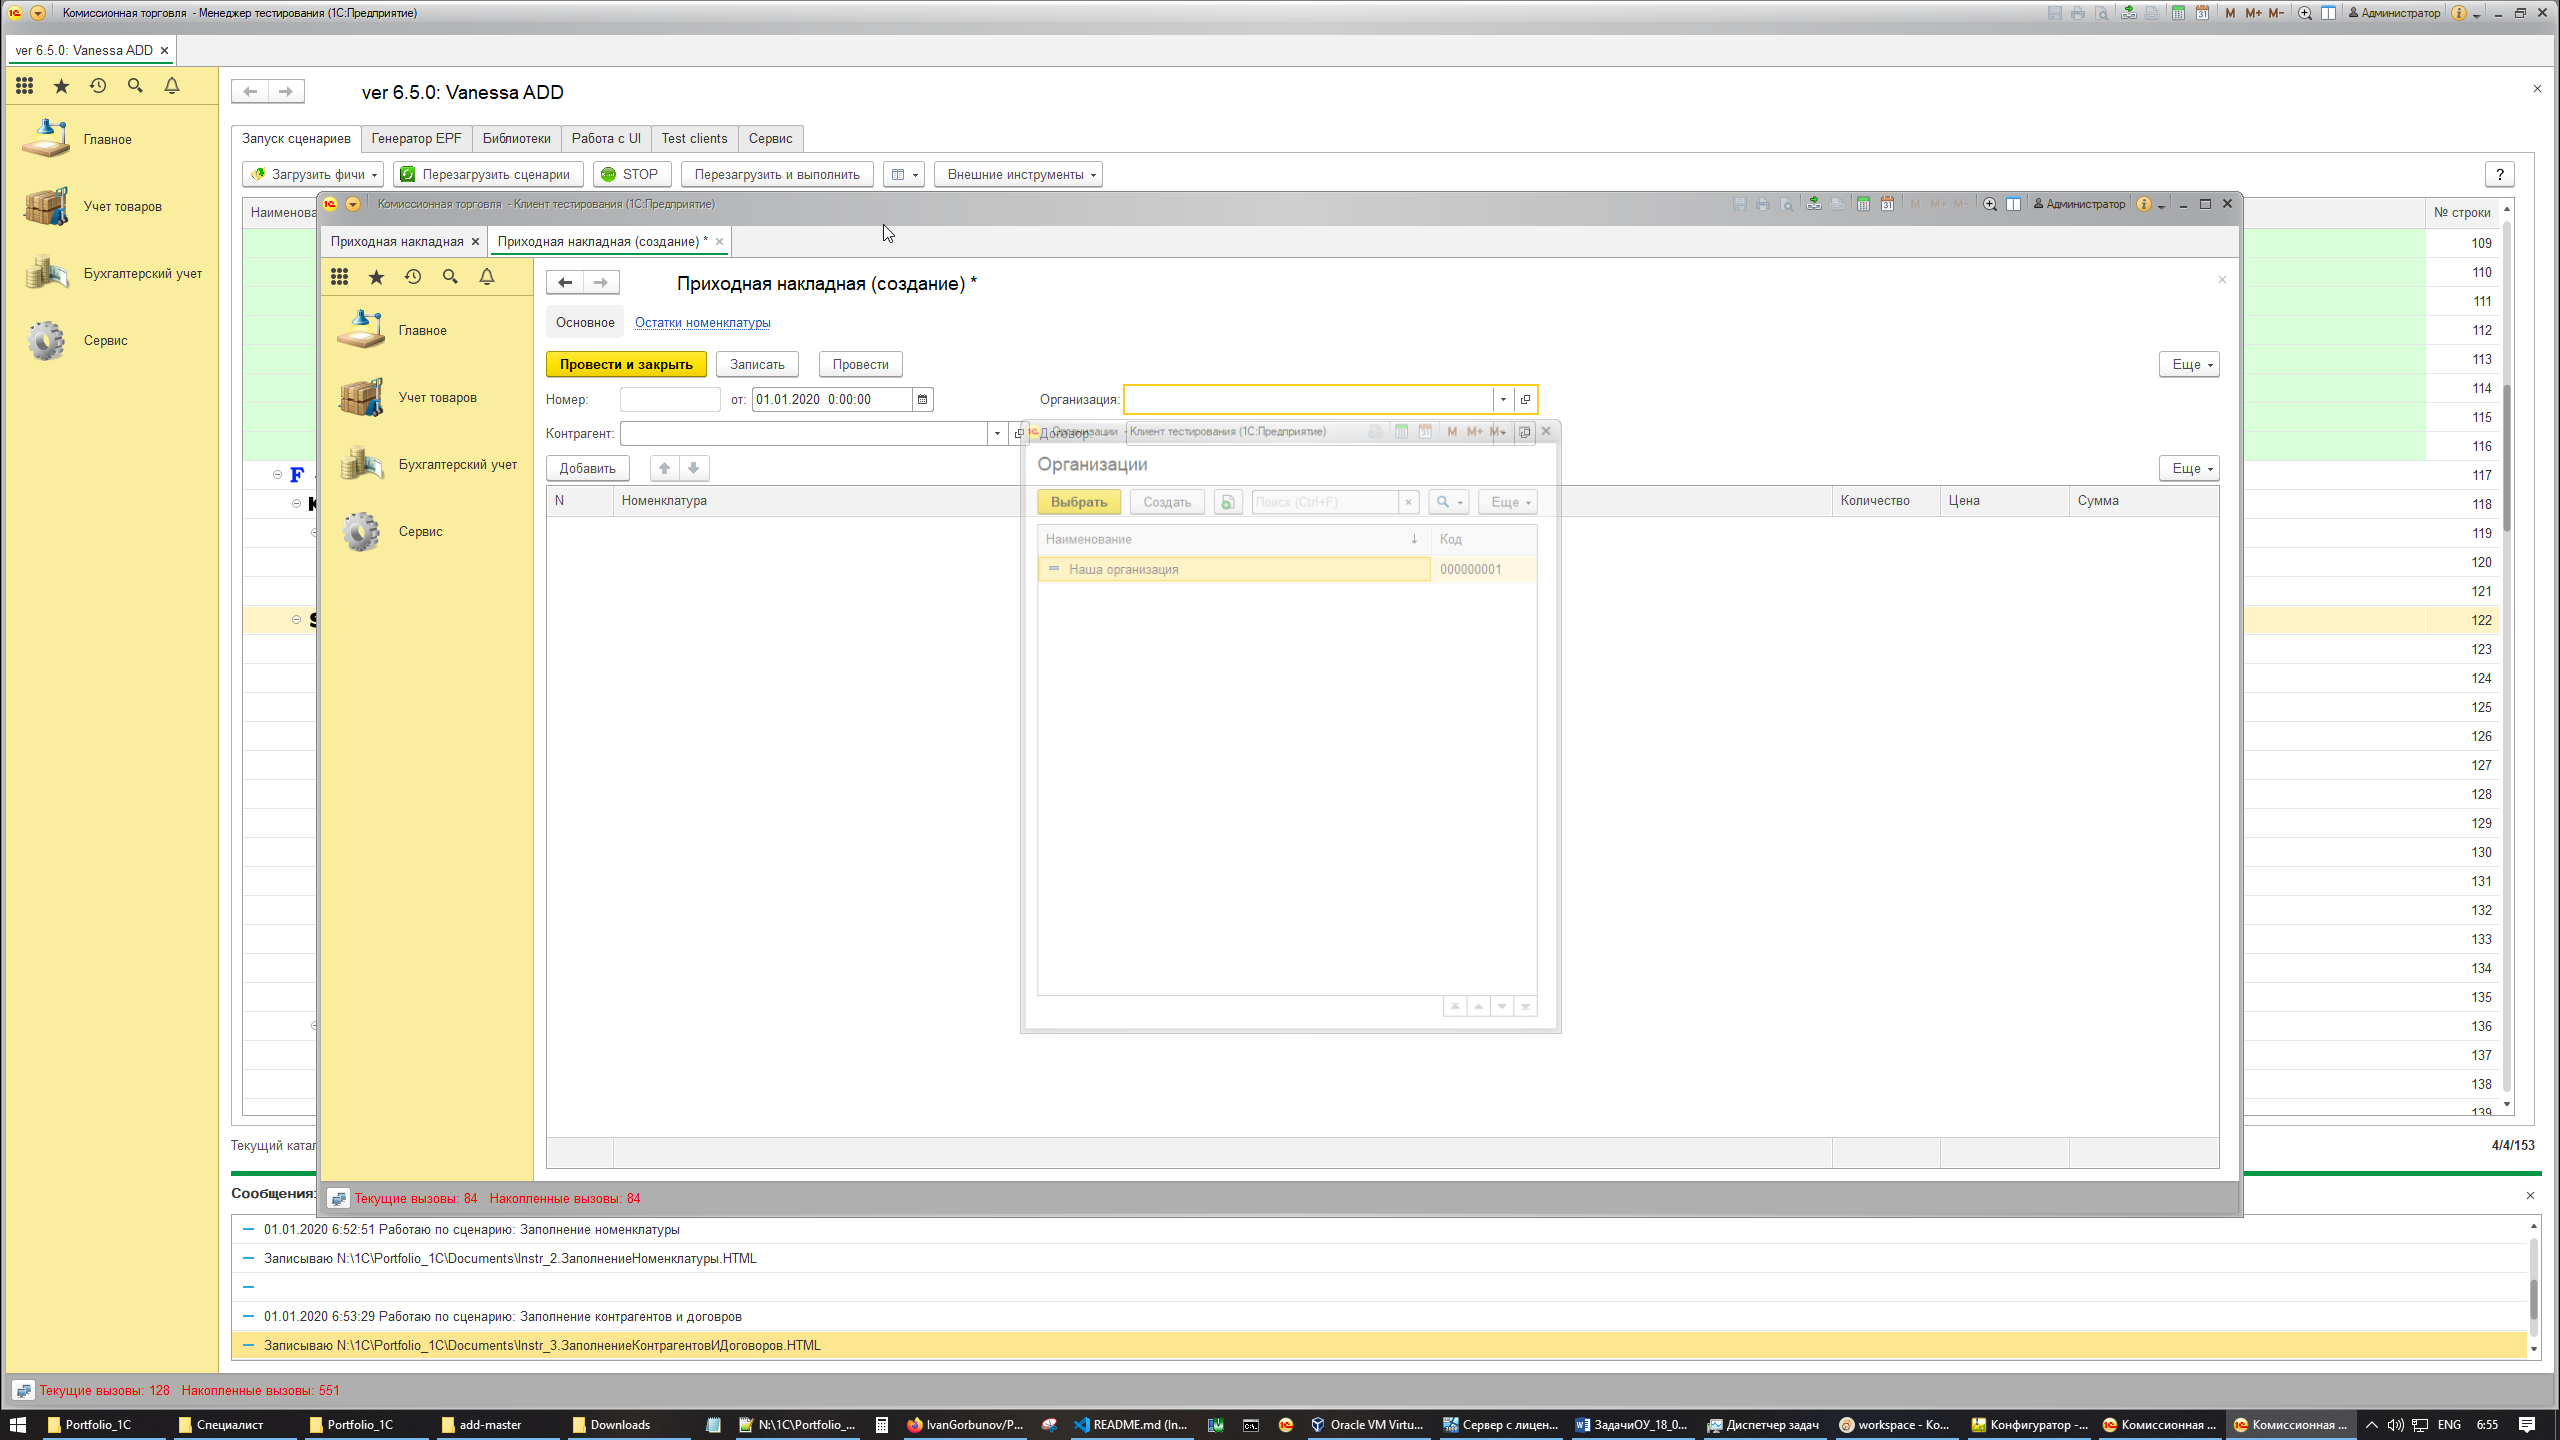 Комиссионная торговля - Менеджер тестирования (1С:Предприятие)
M M+ M-
Администратор
ver 6.5.0: Vanessa ADD
ver 6.5.0: Vanessa ADD
Главное
Учет товаров
Бухгалтерский учет
Сервис
Запуск сценариев
Генератор EPF
Библиотеки
Работа с UI
Test clients
Сервис
Загрузить фичи
Перезагрузить сценарии
STOP
Перезагрузить и выполнить
Внешние инструменты
?
№ строки
109
110
111
112
113
114
115
116
117
118
119
120
121
122
123
124
125
126
127
128
129
130
131
132
133
134
135
136
137
138
139
F
Комиссионная торговля - Клиент тестирования (1С:Предприятие)
M M+ M-
Администратор
Приходная накладная
Приходная накладная (создание) *
Главное
Учет товаров
Бухгалтерский учет
Сервис
Приходная накладная (создание) *
Основное
Остатки номенклатуры
Провести и закрыть
Записать
Провести
Еще
Номер:
от: 01.01.2020 0:00:00
Организация:
Контрагент:
Договор:
Добавить
Еще
N
Номенклатура
Количество
Цена
Сумма
Организации - Клиент тестирования (1С:Предприятие)
M M+ M-
Организации
Выбрать
Создать
Поиск (Ctrl+F)
Еще
Наименование
Код
Наша организация
000000001
Текущие вызовы: 84 Накопленные вызовы: 84
4/4/153
Сообщения:
01.01.2020 6:52:51 Работаю по сценарию: Заполнение номенклатуры
Записываю N:\1C\Portfolio_1C\Documents\Instr_2.ЗаполнениеНоменклатуры.HTML
01.01.2020 6:53:29 Работаю по сценарию: Заполнение контрагентов и договров
Записываю N:\1C\Portfolio_1C\Documents\Instr_3.ЗаполнениеКонтрагентовИДоговоров.HTML
Текущие вызовы: 128 Накопленные вызовы: 551
Portfolio_1C
Специалист
Portfolio_1C
add-master
Downloads
N:\1C\Portfolio_...
IvanGorbunov/P...
README.md (In...
Oracle VM Virtu...
Сервер с лицен...
ЗадачиОУ_18_0...
Диспетчер задач
workspace - Ко...
Конфигуратор -...
Комиссионная ...
Комиссионная ...
ENG
6:55